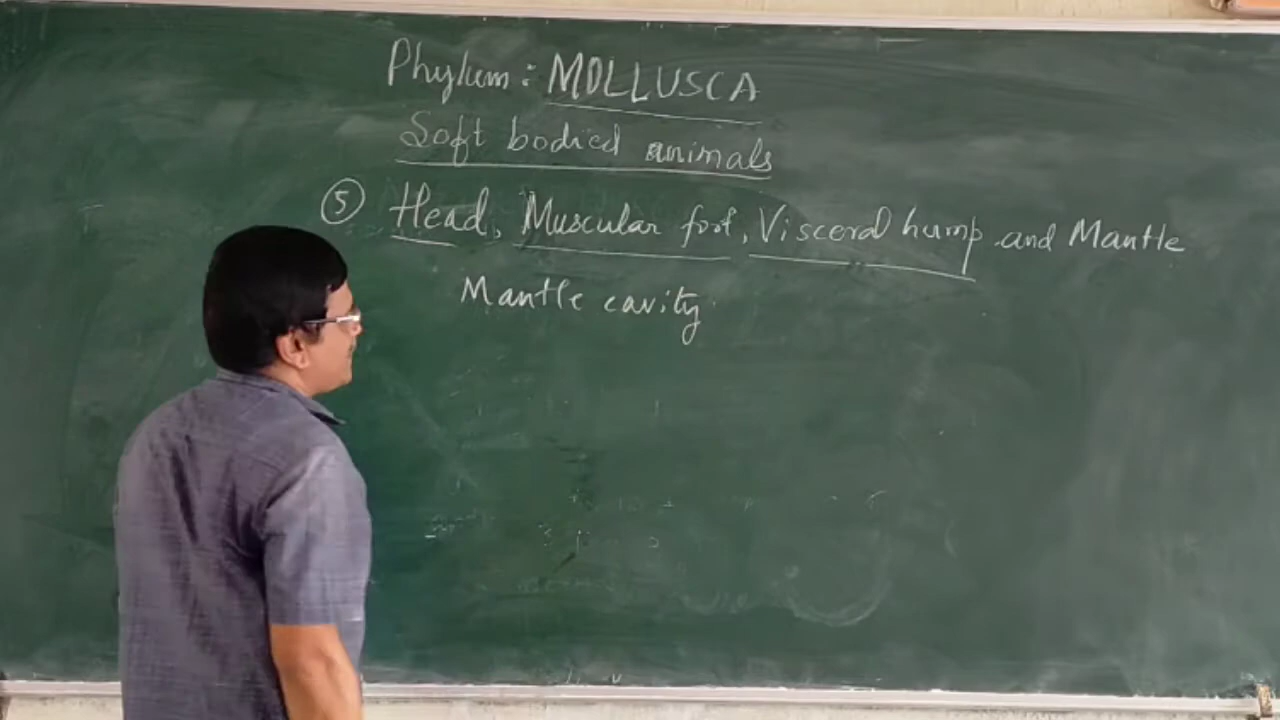 Phylum : MOLLUSCA
Soft bodied animals
⑤ Head, Muscular foot, Visceral hump and Mantle
Mantle cavity.